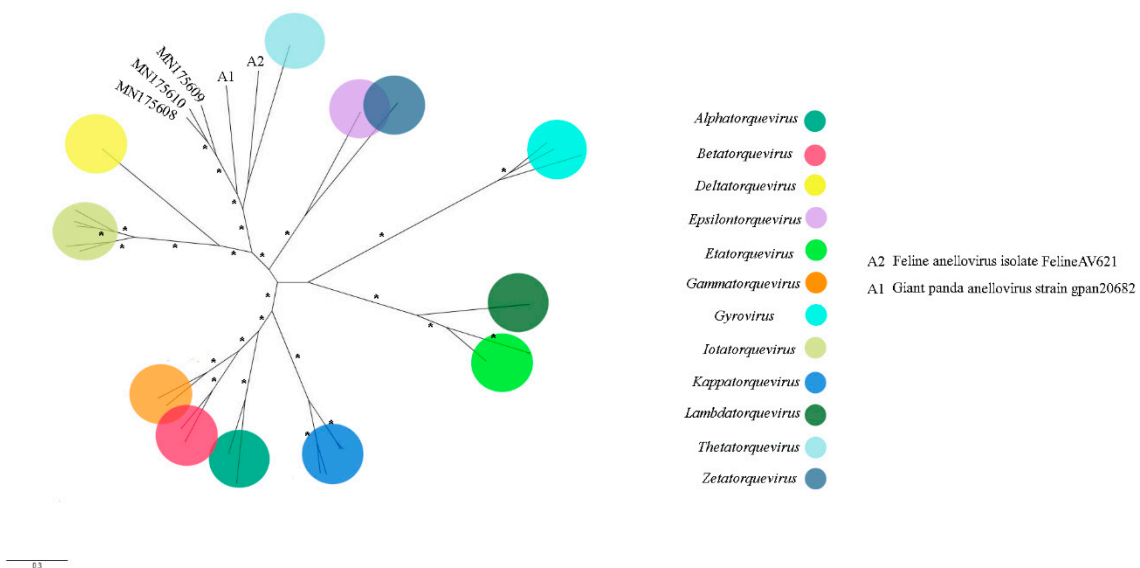 MN175609
MN175610
MN175608
A1
A2
Alphatorquevirus
Betatorquevirus
Deltatorquevirus
Epsilontorquevirus
Etatorquevirus
Gammatorquevirus
Gyrovirus
Iotatorquevirus
Kappatorquevirus
Lambdatorquevirus
Thetatorquevirus
Zetatorquevirus
A2 Feline anellovirus isolate FelineAV621
A1 Giant panda anellovirus strain gpan20682
0.3